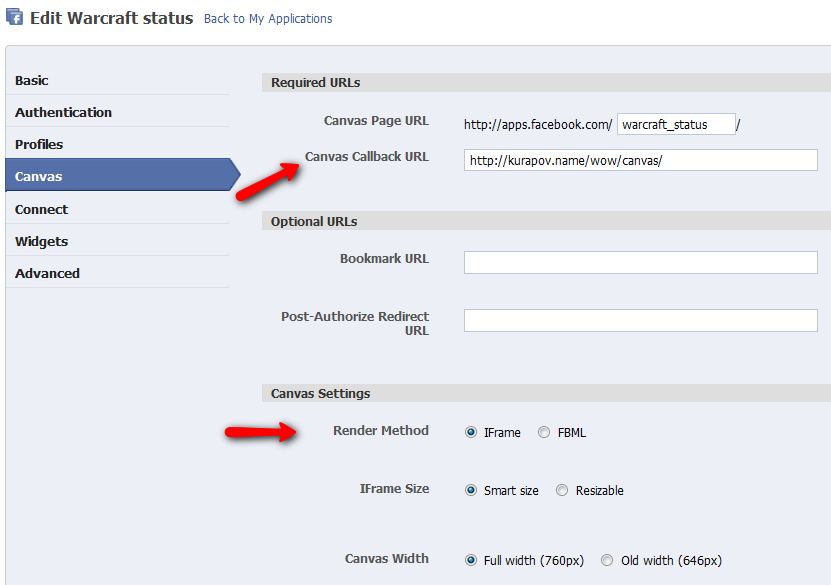 Edit Warcraft status Back to My Applications
Basic
Authentication
Profiles
Canvas
Connect
Widgets
Advanced
Required URLs
Canvas Page URL http://apps.facebook.com/ warcraft_status /
Canvas Callback URL http://kurapov.name/wow/canvas/
Optional URLs
Bookmark URL
Post-Authorize Redirect
URL
Canvas Settings
Render Method IFrame FBML
IFrame Size Smart size Resizable
Canvas Width Full width (760px) Old width (646px)